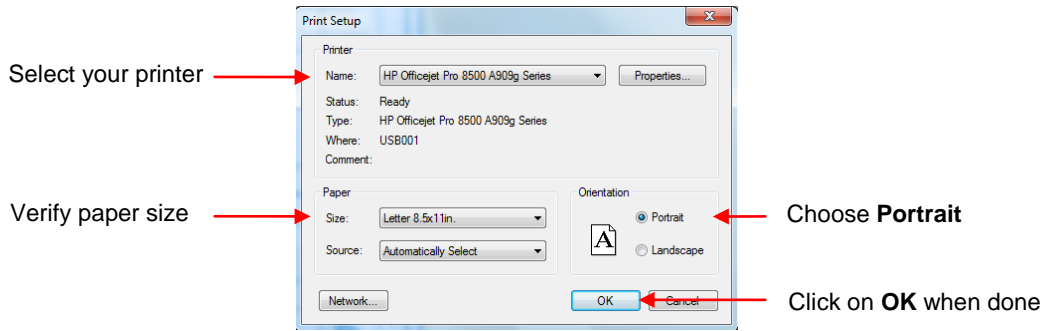 Print Setup
Printer
Select your printer
Name: HP Officejet Pro 8500 A909g Series Properties...
Status: Ready
Type: HP Officejet Pro 8500 A909g Series
Where: USB001
Comment:
Paper
Orientation
Verify paper size
Size: Letter 8.5x11in.
Portrait
Choose Portrait
Source: Automatically Select
A
Landscape
Network...
OK
Cancel
Click on OK when done